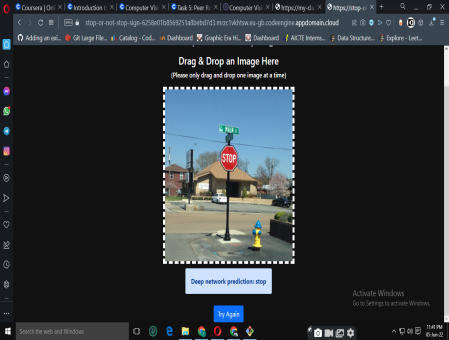 Coursera | Onl
Introduction t
Computer Visi
Task 5: Peer R
Computer Visi
https://my-da
https://stop-o
stop-or-not-stop-sign
.eu-gb.codeengine.appdomain.cloud
Adding an exi...
Git Large File...
Catalog - Cod...
Dashboard
Graphic Era Hi...
Dashboard
AICTE Interns...
Data Structure...
Explore - Leet...
Drag & Drop an Image Here
(Please only drag and drop one image at a time)
STOP
Deep network prediction: stop
Try Again
Activate Windows
Go to Settings to activate Windows.
Search the web and Windows
11:41 PM
05-Jun-22